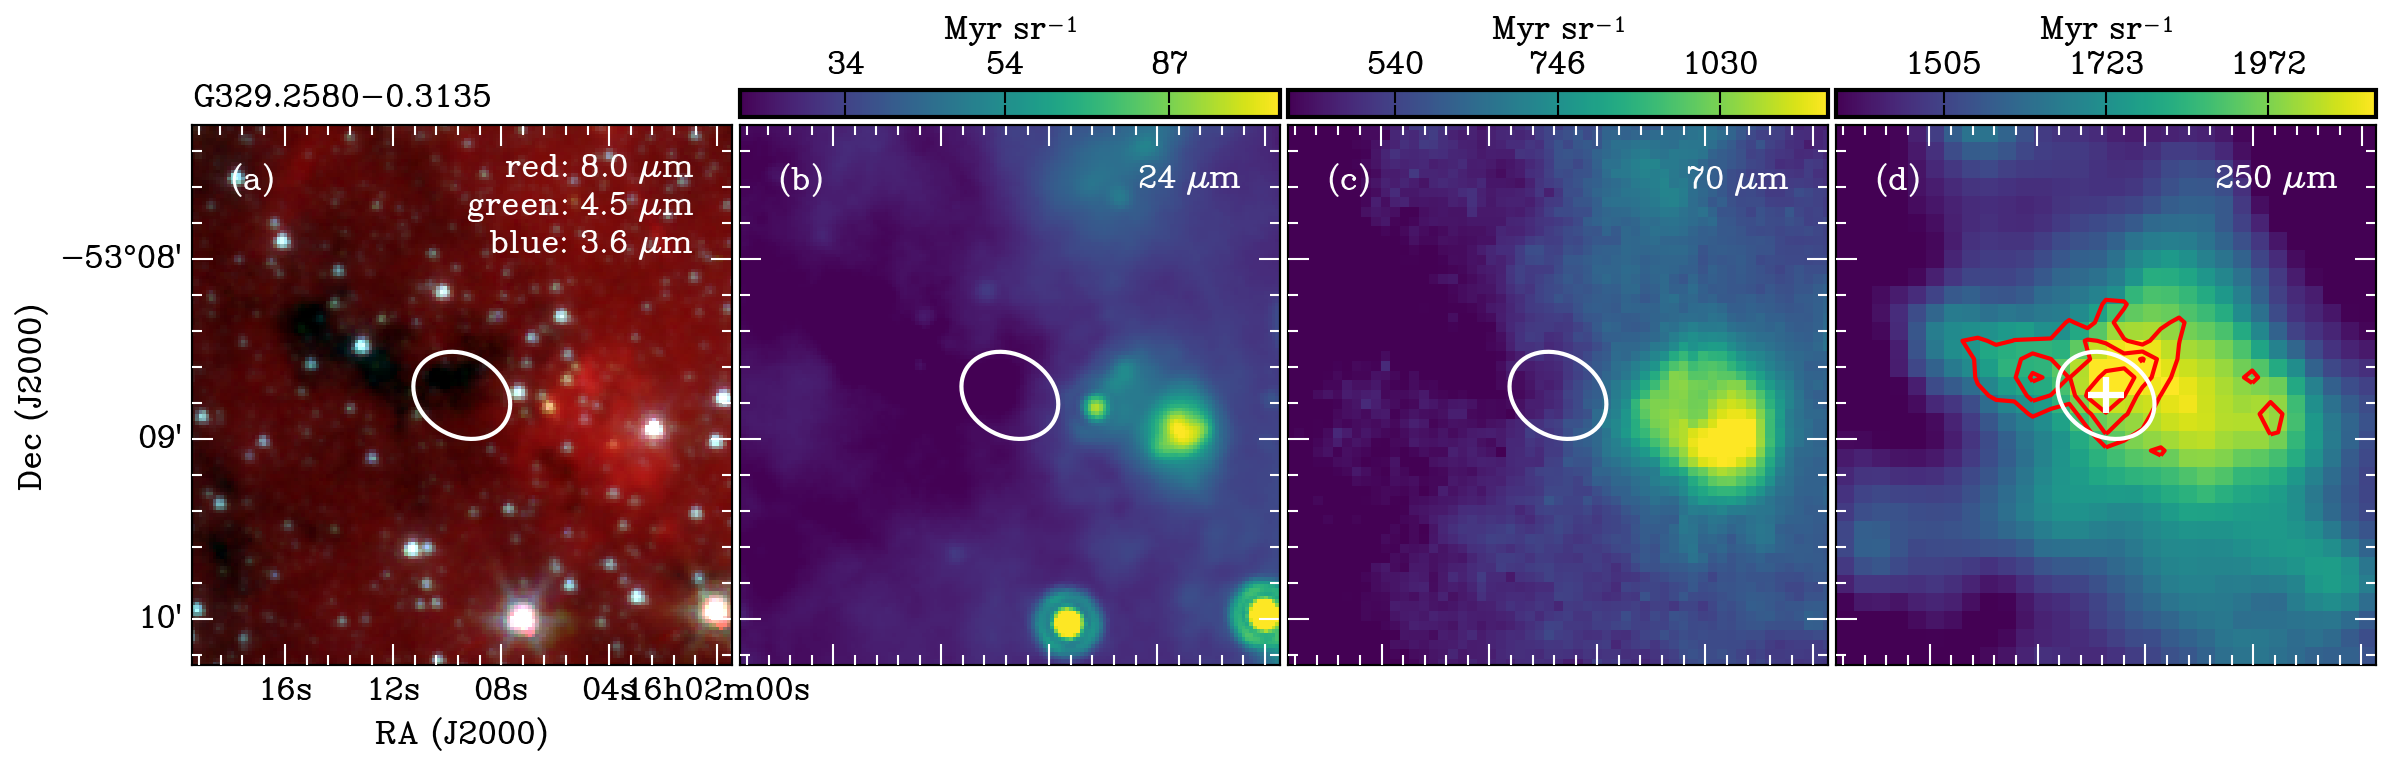 Myr sr⁻¹ Myr sr⁻¹ Myr sr⁻¹
34 54 87 540 746 1030 1505 1723 1972
G329.2580−0.3135
(a) red: 8.0 μm
green: 4.5 μm
blue: 3.6 μm
(b) 24 μm
(c) 70 μm
(d) 250 μm
−53°08'
09'
10'
Dec (J2000)
16s 12s 08s 04s 16h02m00s
RA (J2000)